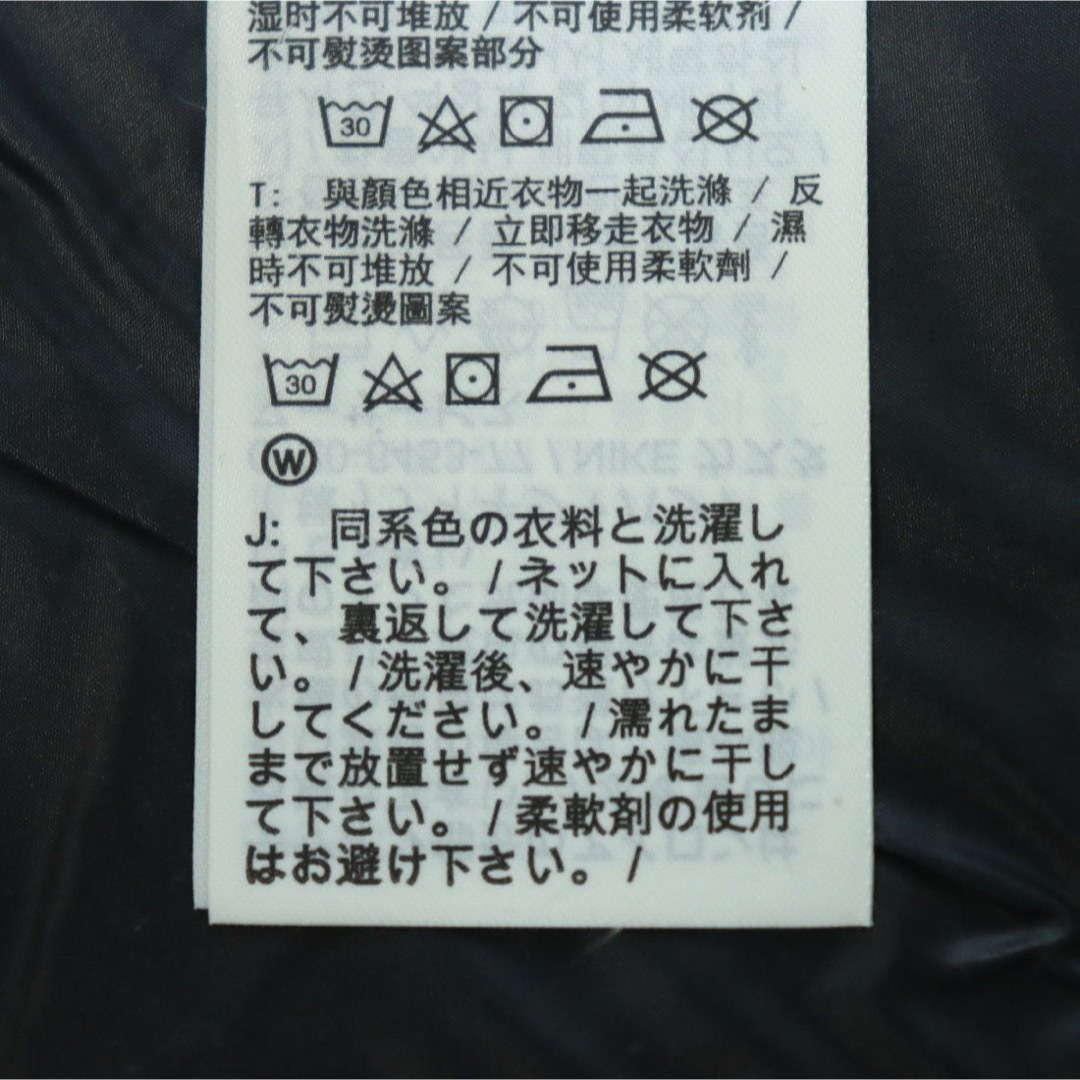 湿时不可堆放 / 不可使用柔软剂 /
不可熨烫图案部分
30
T: 與顏色相近衣物一起洗滌 / 反
轉衣物洗滌 / 立即移走衣物 / 濕
時不可堆放 / 不可使用柔軟劑 /
不可熨燙圖案
30
W
J: 同系色の衣料と洗濯し
て下さい。/ ネットに入れ
て、裏返して洗濯して下さ
い。/ 洗濯後、速やかに干
してください。/ 濡れたま
まで放置せず速やかに干し
て下さい。/ 柔軟剤の使用
はお避け下さい。/